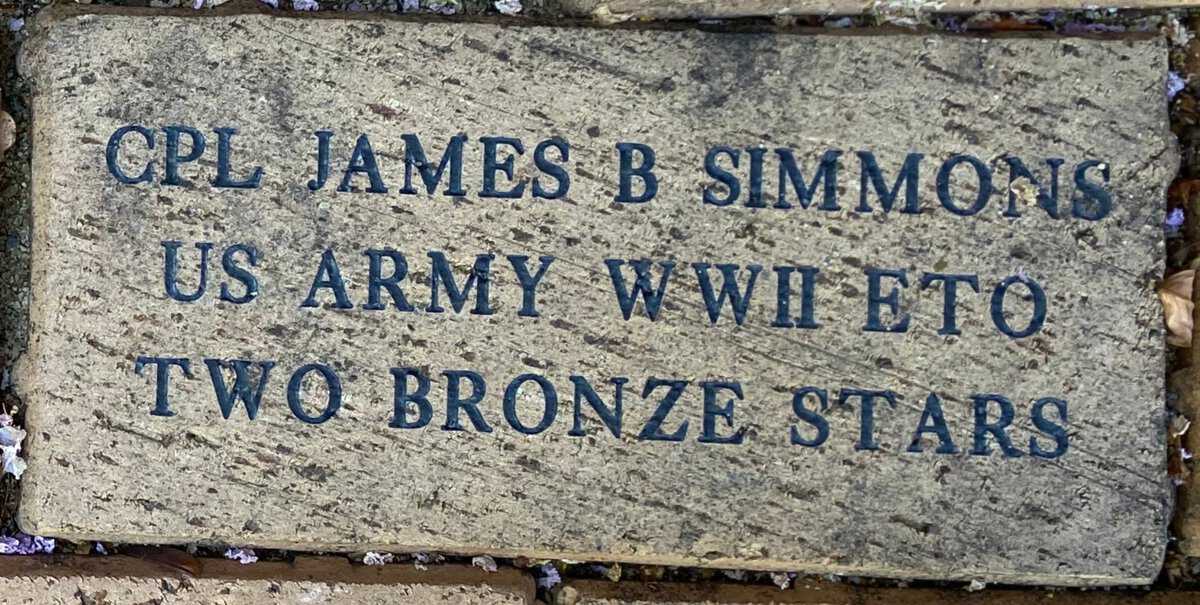 CPL JAMES B SIMMONS
US ARMY WWII ETO
TWO BRONZE STARS